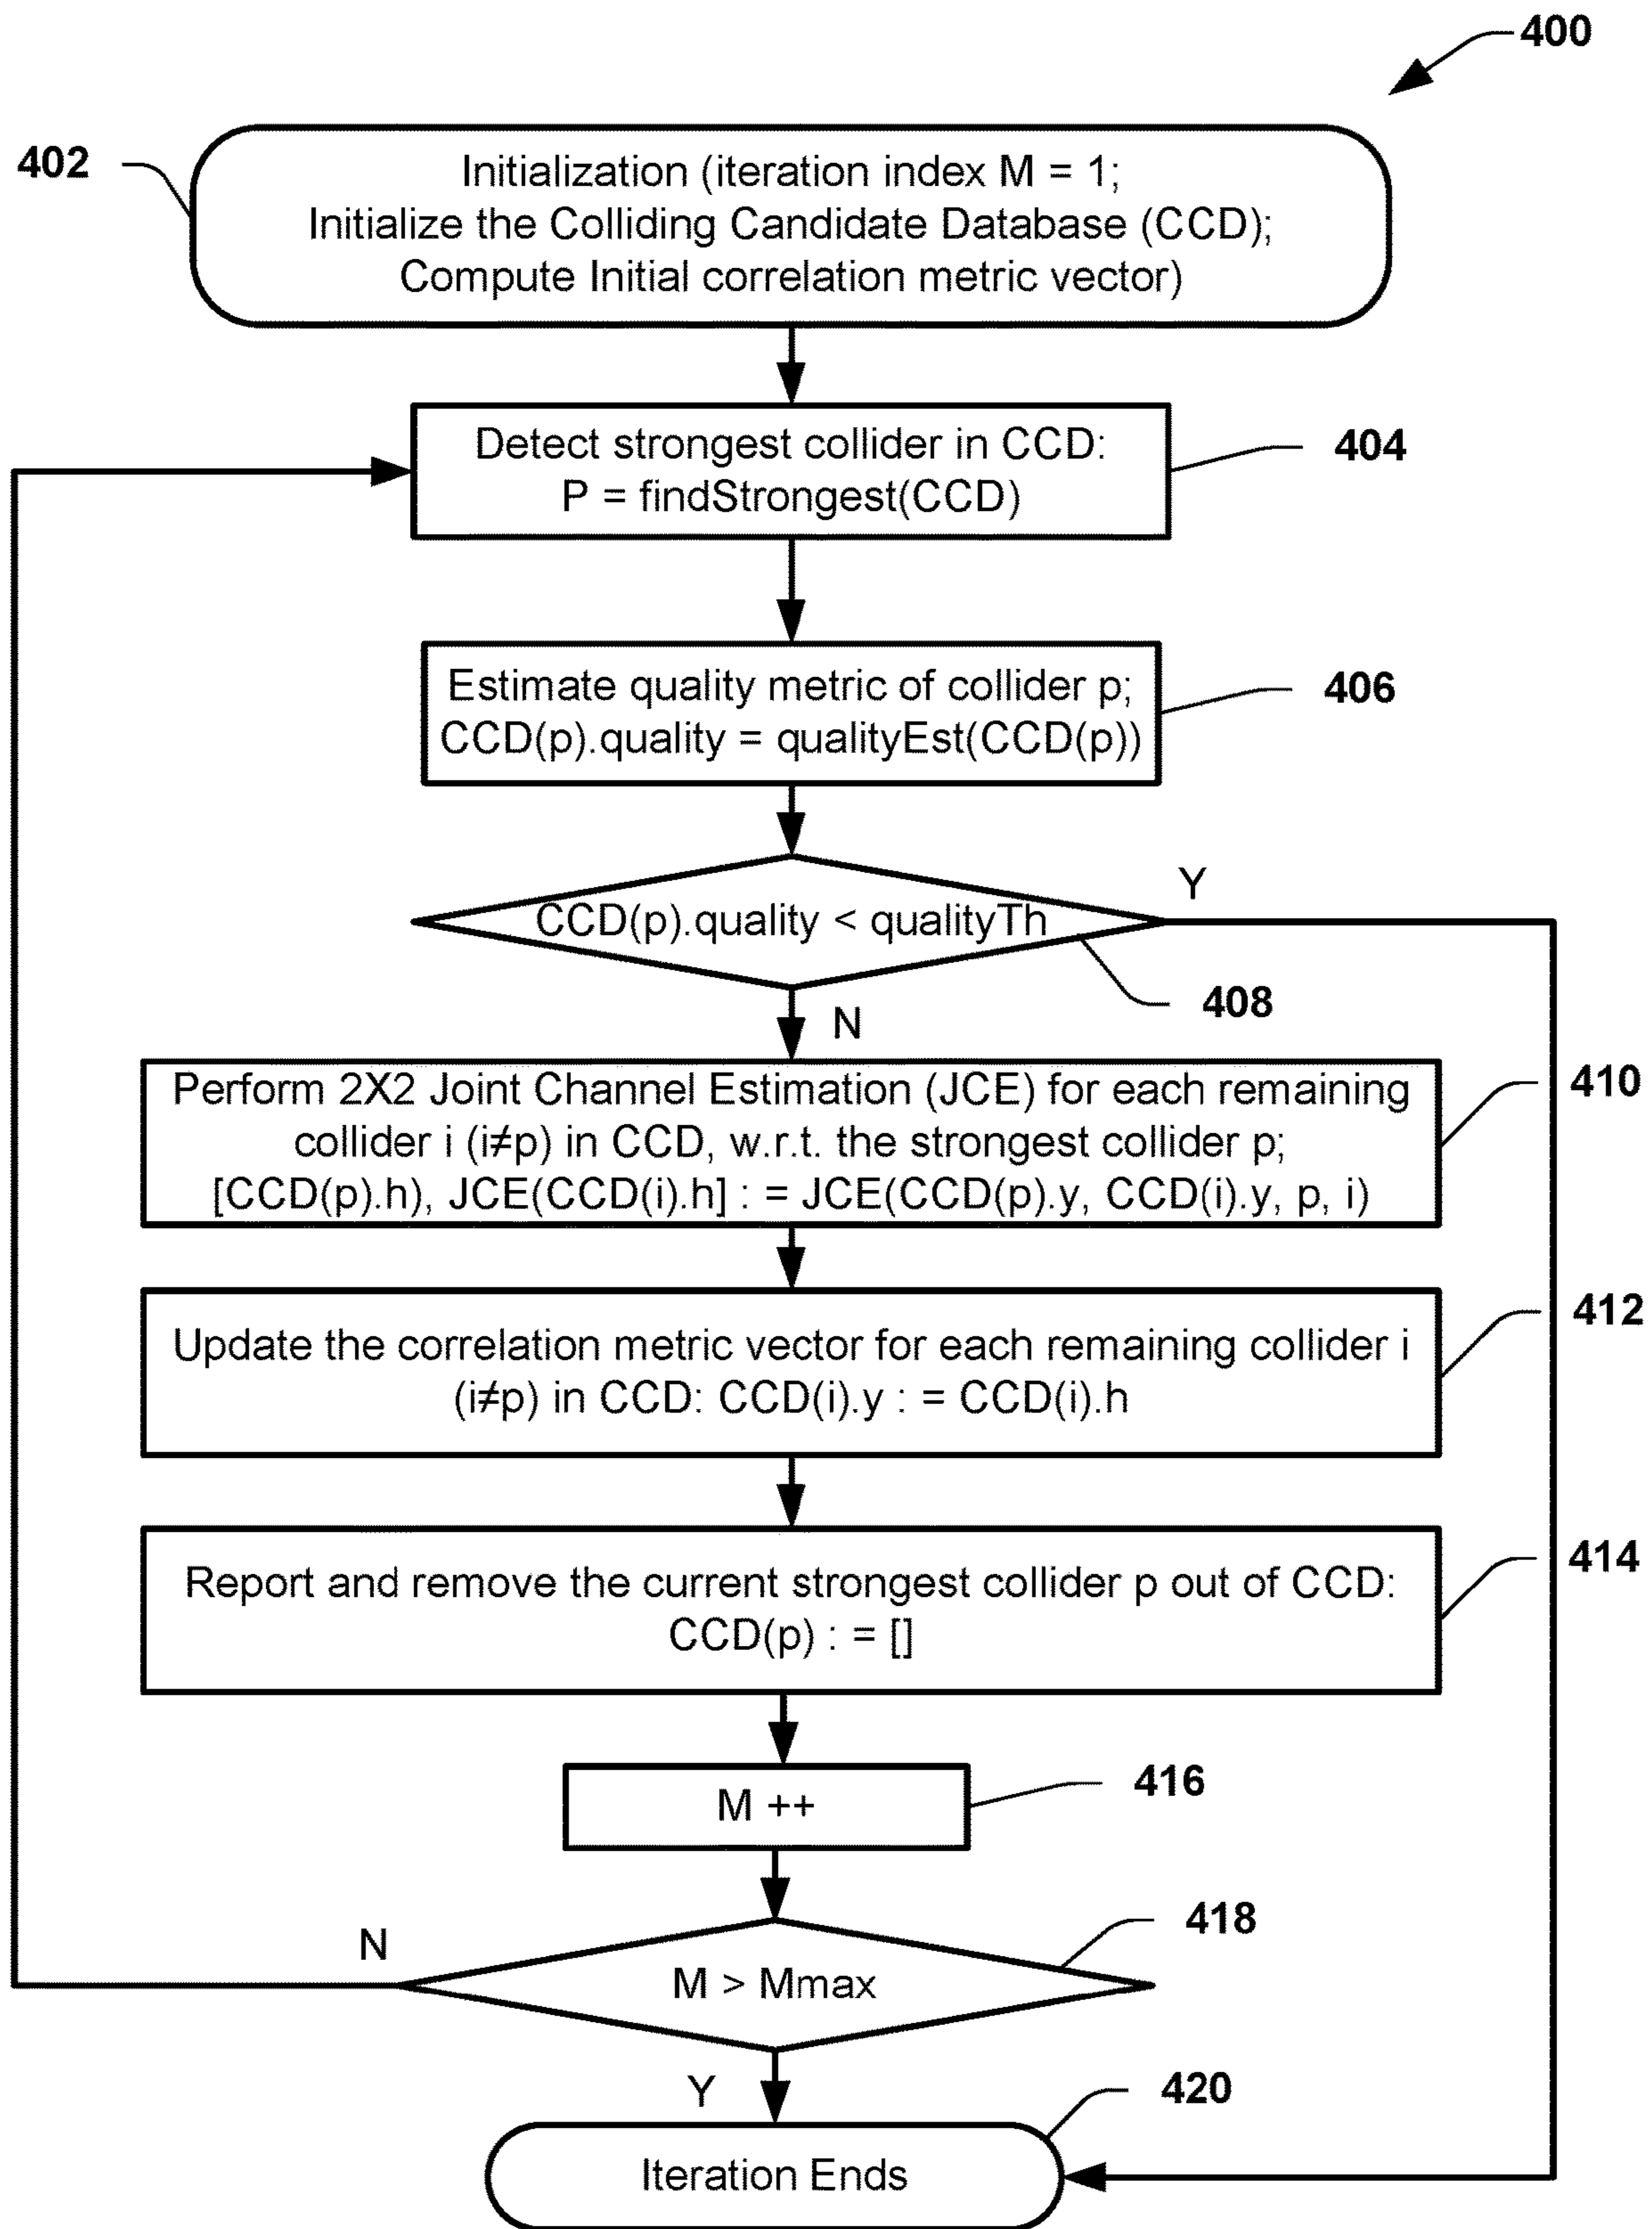 400
402
Initialization (iteration index M = 1;
Initialize the Colliding Candidate Database (CCD);
Compute Initial correlation metric vector)
Detect strongest collider in CCD:
P = findStrongest(CCD)
404
Estimate quality metric of collider p;
CCD(p).quality = qualityEst(CCD(p))
406
Y
CCD(p).quality < qualityTh
408
N
Perform 2X2 Joint Channel Estimation (JCE) for each remaining
collider i (i≠p) in CCD, w.r.t. the strongest collider p;
[CCD(p).h), JCE(CCD(i).h] : = JCE(CCD(p).y, CCD(i).y, p, i)
410
Update the correlation metric vector for each remaining collider i
(i≠p) in CCD: CCD(i).y : = CCD(i).h
412
Report and remove the current strongest collider p out of CCD:
CCD(p) : = []
414
M ++
416
N
M > Mmax
418
Y
420
Iteration Ends